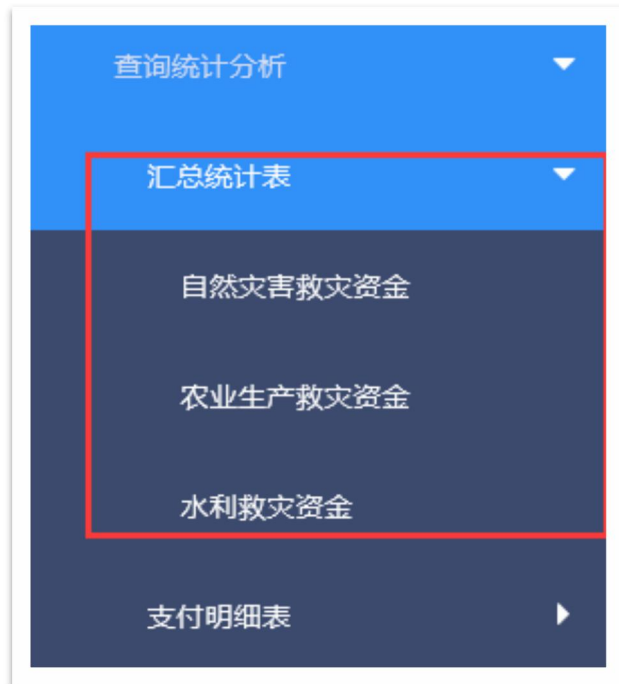 查询统计分析
汇总统计表
自然灾害救灾资金
农业生产救灾资金
水利救灾资金
支付明细表